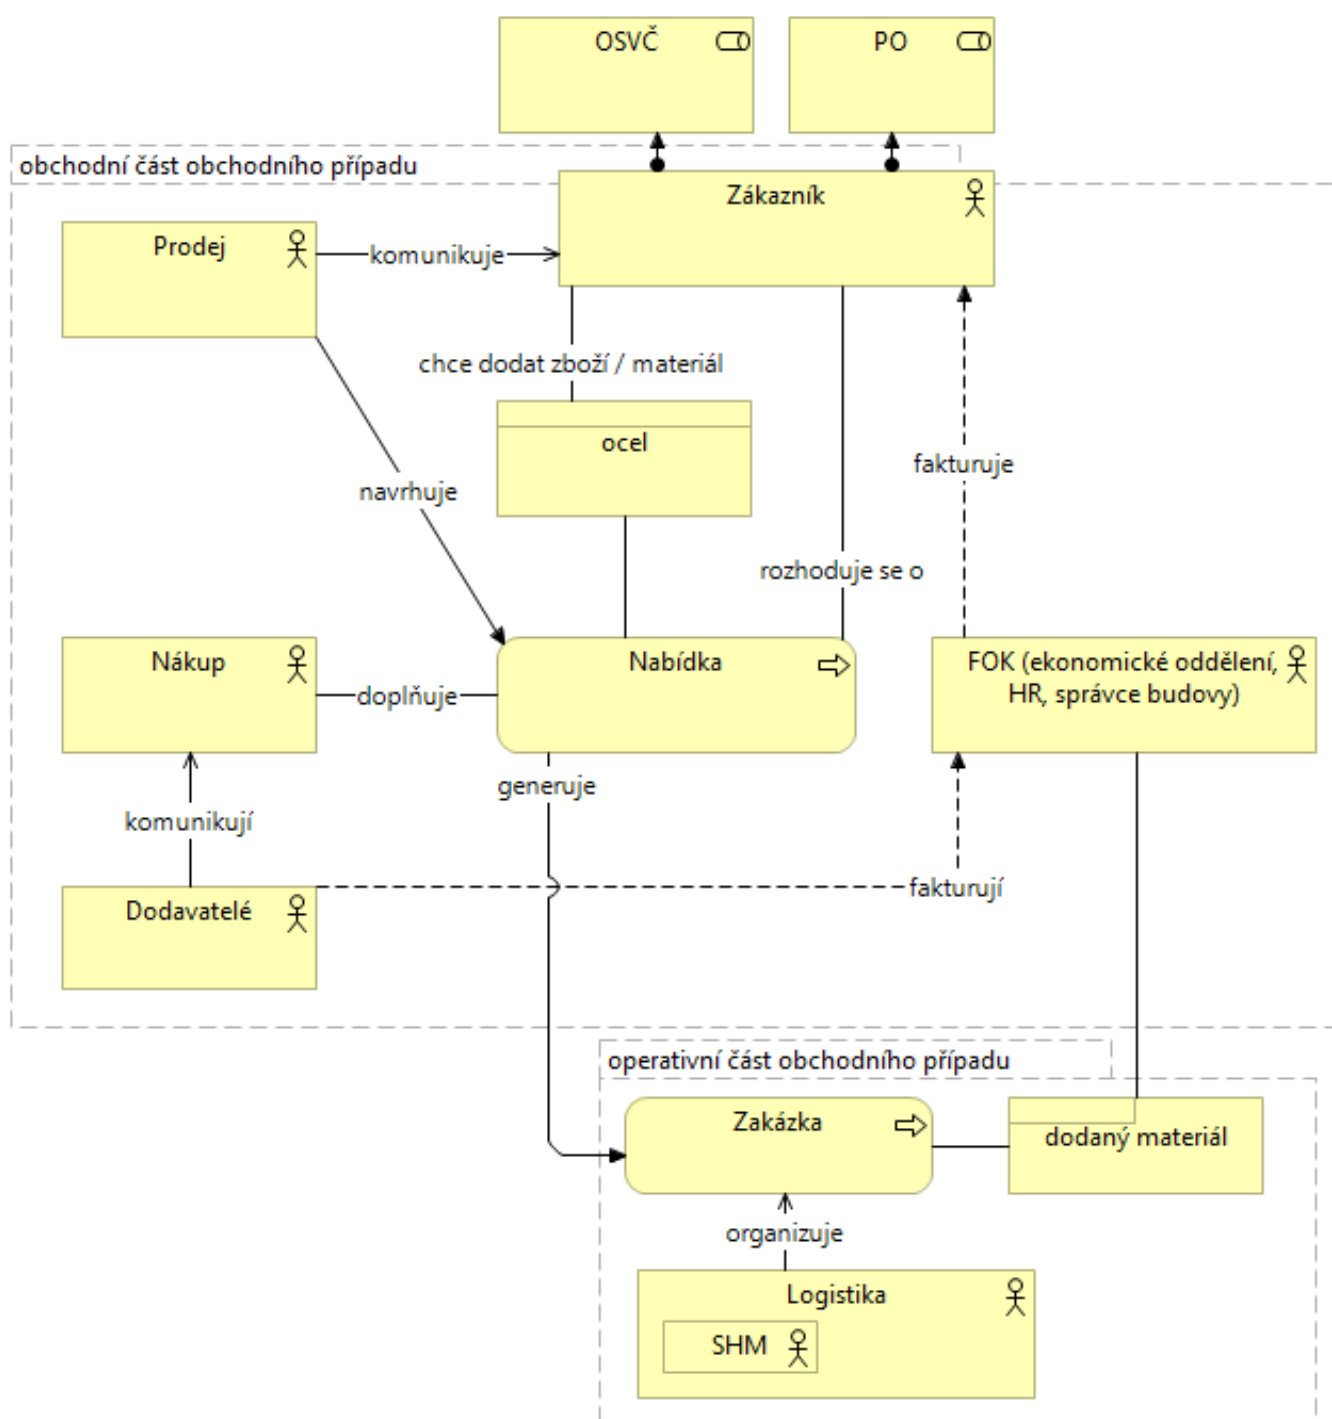 OSVČ
PO
obchodní část obchodního případu
Zákazník
Prodej
komunikuje
chce dodat zboží / materiál
ocel
fakturuje
navrhuje
rozhoduje se o
Nákup
Nabídka
FOK (ekonomické oddělení,
HR, správce budovy)
doplňuje
generuje
komunikují
fakturují
Dodavatelé
operativní část obchodního případu
Zakázka
dodaný materiál
organizuje
Logistika
SHM